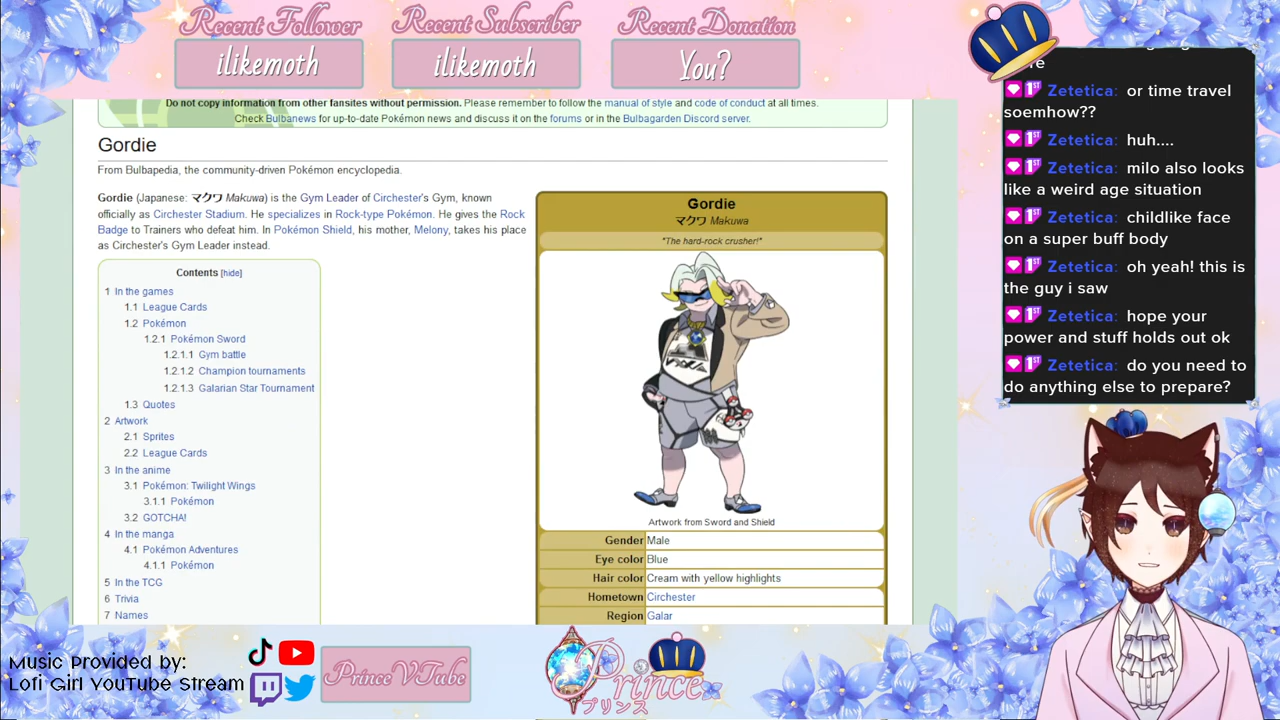 Recent Follower
Recent Subscriber
Recent Donation
ilikemoth
ilikemoth
You?
Do not copy information from other fansites without permission. Please remember to follow the manual of style and code of conduct at all times.
Check Bulbanews for up-to-date Pokémon news and discuss it on the forums or in the Bulbagarden Discord server.
Gordie
From Bulbapedia, the community-driven Pokémon encyclopedia.
Gordie (Japanese: マクワ Makuwa) is the Gym Leader of Circhester's Gym, known
officially as Circhester Stadium. He specializes in Rock-type Pokémon. He gives the Rock
Badge to Trainers who defeat him. In Pokémon Shield, his mother, Melony, takes his place
as Circhester's Gym Leader instead.
Contents [hide]
1 In the games
1.1 League Cards
1.2 Pokémon
1.2.1 Pokémon Sword
1.2.1.1 Gym battle
1.2.1.2 Champion tournaments
1.2.1.3 Galarian Star Tournament
1.3 Quotes
2 Artwork
2.1 Sprites
2.2 League Cards
3 In the anime
3.1 Pokémon: Twilight Wings
3.1.1 Pokémon
3.2 GOTCHA!
4 In the manga
4.1 Pokémon Adventures
4.1.1 Pokémon
5 In the TCG
6 Trivia
7 Names
Gordie
マクワ Makuwa
"The hard-rock crusher!"
Artwork from Sword and Shield
Gender Male
Eye color Blue
Hair color Cream with yellow highlights
Hometown Circhester
Region Galar
Zetetica: or time travel
soemhow??
Zetetica: huh....
Zetetica: milo also looks
like a weird age situation
Zetetica: childlike face
on a super buff body
Zetetica: oh yeah! this is
the guy i saw
Zetetica: hope your
power and stuff holds out ok
Zetetica: do you need to
do anything else to prepare?
Music Provided by:
Lofi Girl YouTube Stream
Prince VTube
Prince
プリンス